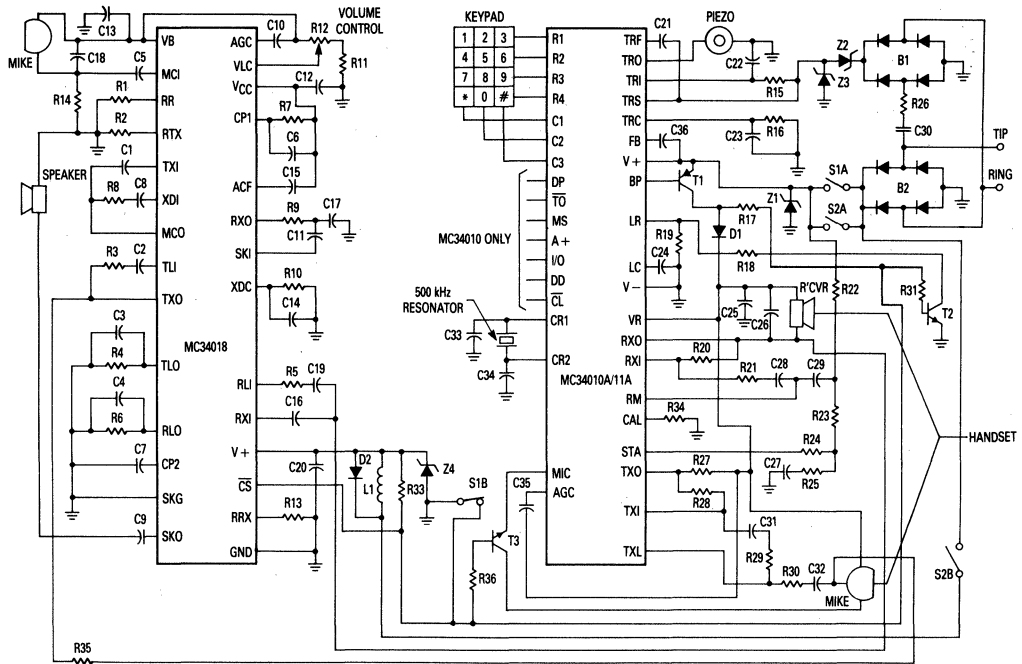 C13
C18
MIKE
R14
C5
R1
R2
SPEAKER
C1
R8
C8
R3
C2
C3
R4
C4
R6
C7
C9
R35
VB
MCI
RR
RTX
TXI
XDI
MCO
TLI
TXO
MC34018
TLO
RLO
CP2
SKG
SKO
AGC
VLC
VCC
CP1
ACF
RXO
SKI
XDC
RLI
RXI
V+
CS
RRX
GND
C10
R12
VOLUME
CONTROL
R11
C12
R7
C6
C15
R9
C17
C11
R10
C14
R5
C19
C16
C20
R13
D2
L1
R33
Z4
S1B
T3
R36
C35
KEYPAD
1 2 3
4 5 6
7 8 9
* 0 #
MC34010 ONLY
500 kHz
RESONATOR
C33
C34
R1
R2
R3
R4
C1
C2
C3
DP
TO
MS
A+
I/O
DD
CL
CR1
CR2
MC34010A/11A
MIC
AGC
TRF
TRO
TRI
TRS
TRC
FB
V+
BP
LR
LC
V−
VR
RXO
RXI
RM
CAL
STA
TXO
TXI
TXL
C21
PIEZO
C22
R15
Z3
Z2
B1
R26
C30
TIP
RING
C23
R16
C36
T1
Z1
S1A
S2A
B2
R17
D1
R19
C24
R18
R22
R31
T2
C25
C26
R'CVR
R20
R21
C28
C29
R34
R23
HANDSET
R24
C27
R25
R27
R28
C31
R29
R30
C32
MIKE
S2B